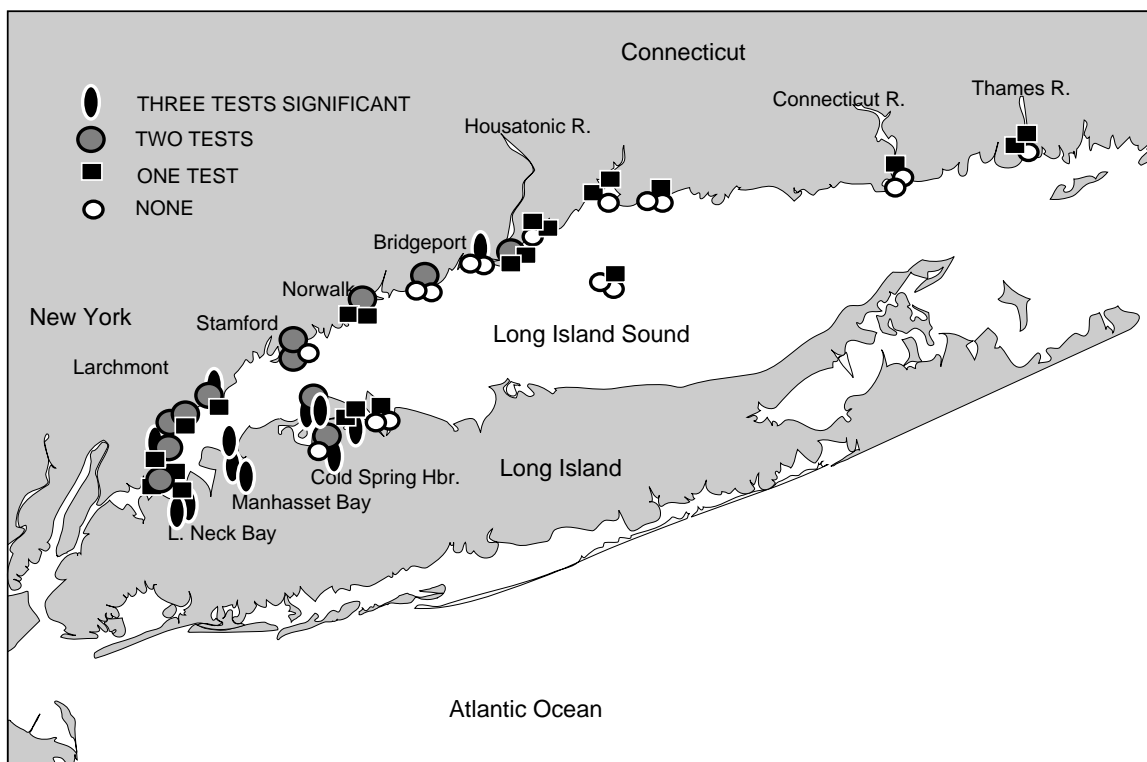 Connecticut
THREE TESTS SIGNIFICANT
TWO TESTS
ONE TEST
NONE
Thames R.
Connecticut R.
Housatonic R.
Bridgeport
Norwalk
New York
Stamford
Long Island Sound
Larchmont
Long Island
Cold Spring Hbr.
Manhasset Bay
L. Neck Bay
Atlantic Ocean